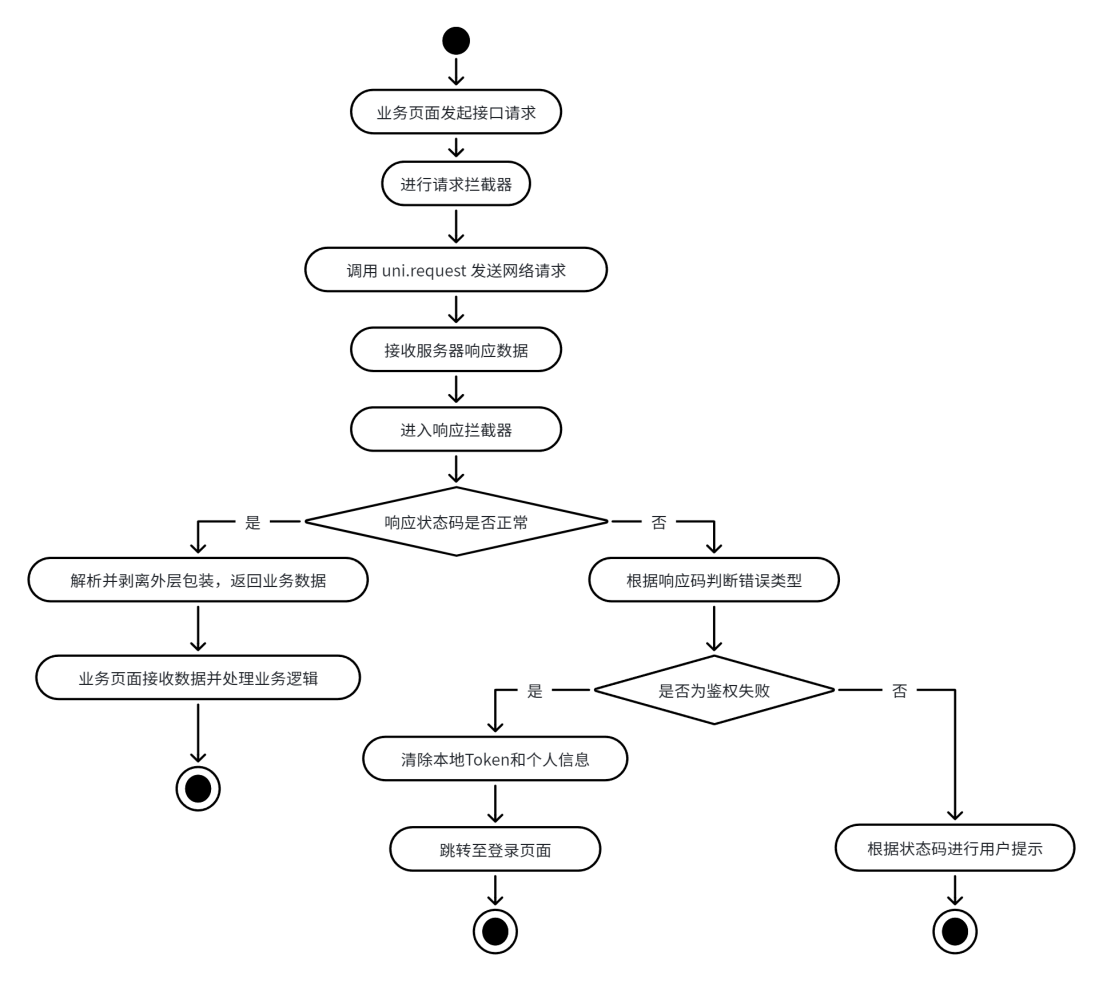 业务页面发起接口请求
进行请求拦截器
调用 uni.request 发送网络请求
接收服务器响应数据
进入响应拦截器
响应状态码是否正常
是
否
解析并剥离外层包装，返回业务数据
根据响应码判断错误类型
业务页面接收数据并处理业务逻辑
是否为鉴权失败
是
否
清除本地Token和个人信息
跳转至登录页面
根据状态码进行用户提示